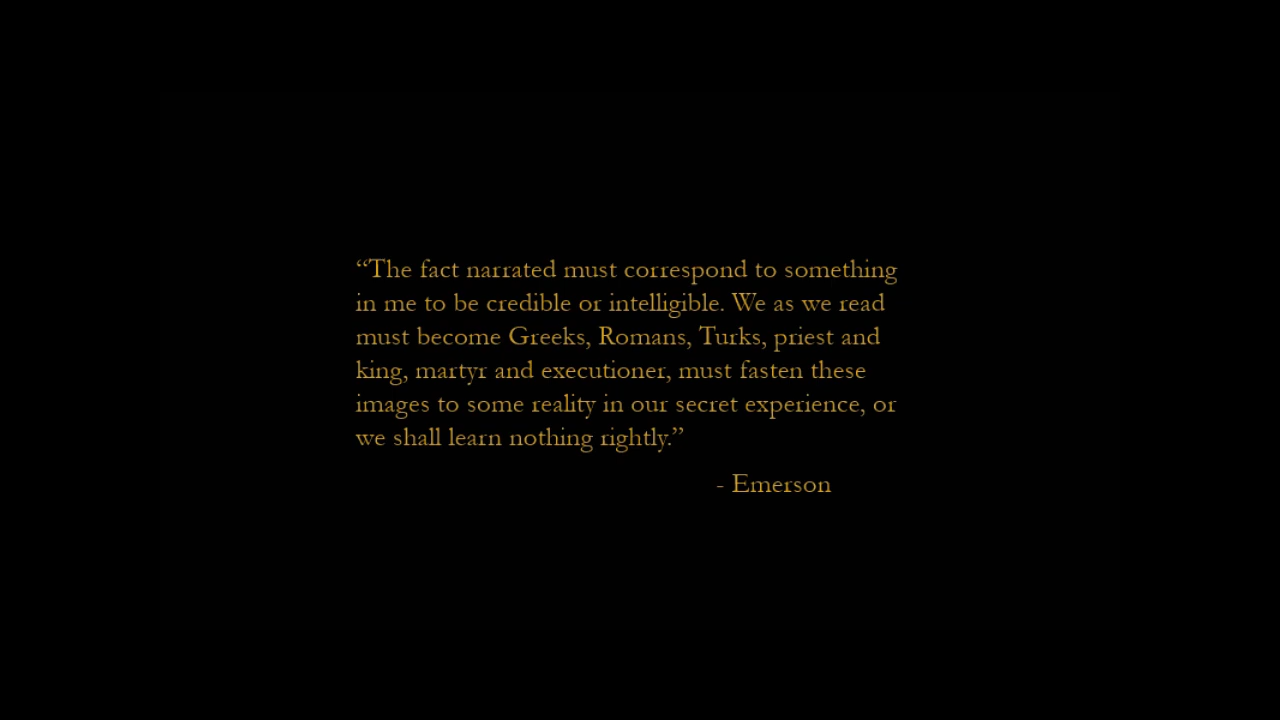 “The fact narrated must correspond to something
in me to be credible or intelligible. We as we read
must become Greeks, Romans, Turks, priest and
king, martyr and executioner, must fasten these
images to some reality in our secret experience, or
we shall learn nothing rightly.”
- Emerson